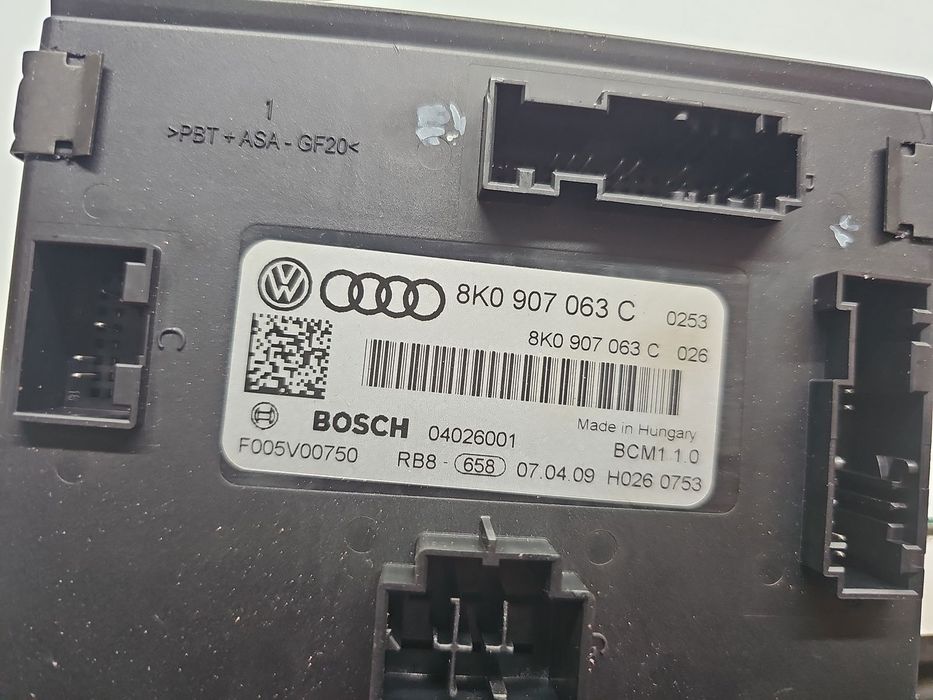 1
>PBT + ASA - GF20<
C
8K0 907 063 C 0253
8K0 907 063 C 026
BOSCH 04026001
Made in Hungary
F005V00750
BCM1 1.0
RB8 - 658 07.04.09 H026 0753